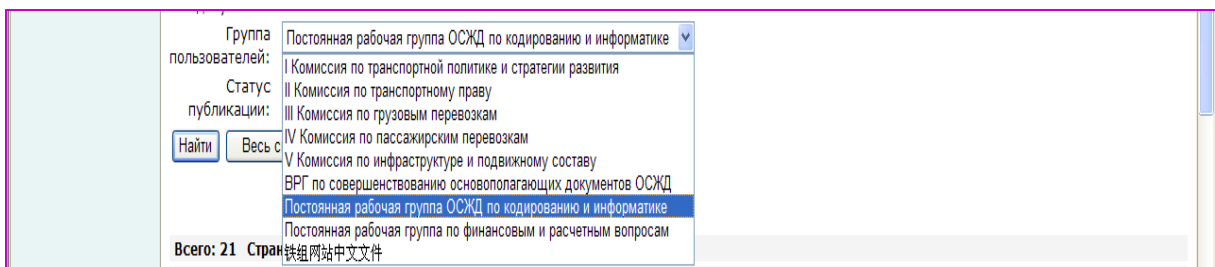 Группа пользователей:
Постоянная рабочая группа ОСЖД по кодированию и информатике
I Комиссия по транспортной политике и стратегии развития
Статус публикации:
II Комиссия по транспортному праву
III Комиссия по грузовым перевозкам
IV Комиссия по пассажирским перевозкам
Найти
Весь с
V Комиссия по инфраструктуре и подвижному составу
ВРГ по совершенствованию основополагающих документов ОСЖД
Постоянная рабочая группа ОСЖД по кодированию и информатике
Постоянная рабочая группа по финансовым и расчетным вопросам
Всего: 21 Стран
铁组网站中文文件